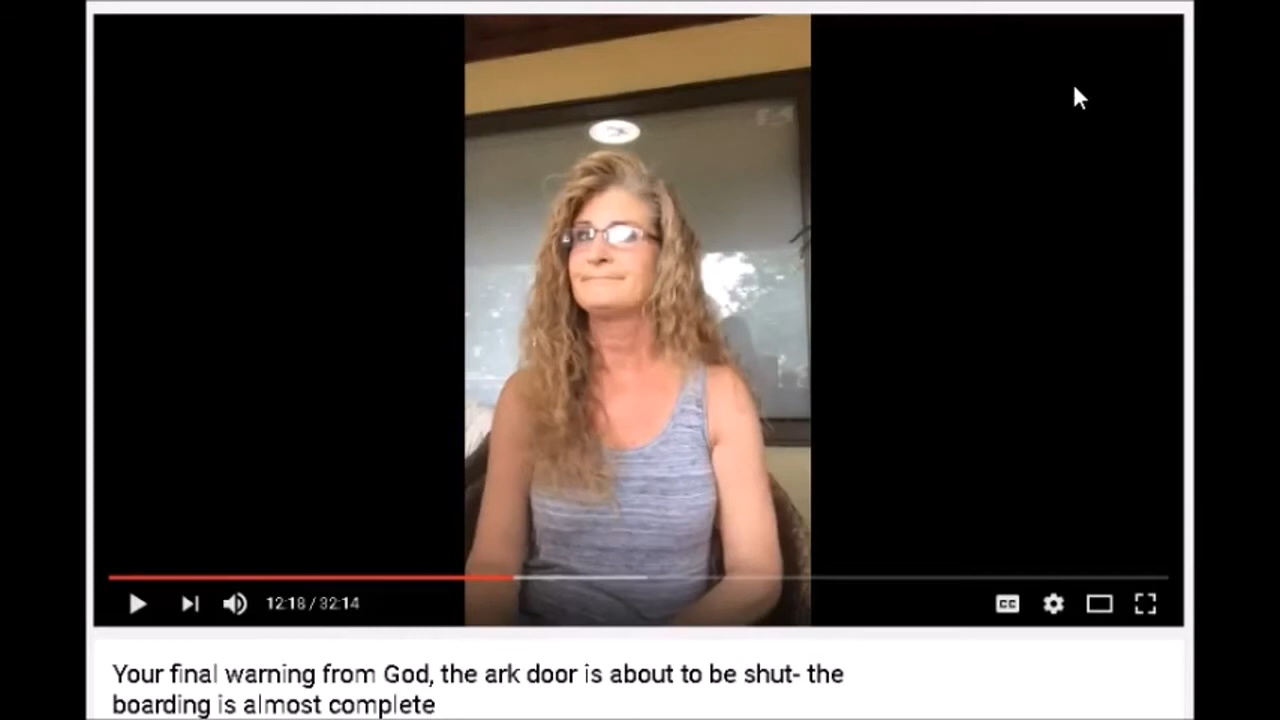 12:18 / 32:14
CC
Your final warning from God, the ark door is about to be shut- the
boarding is almost complete